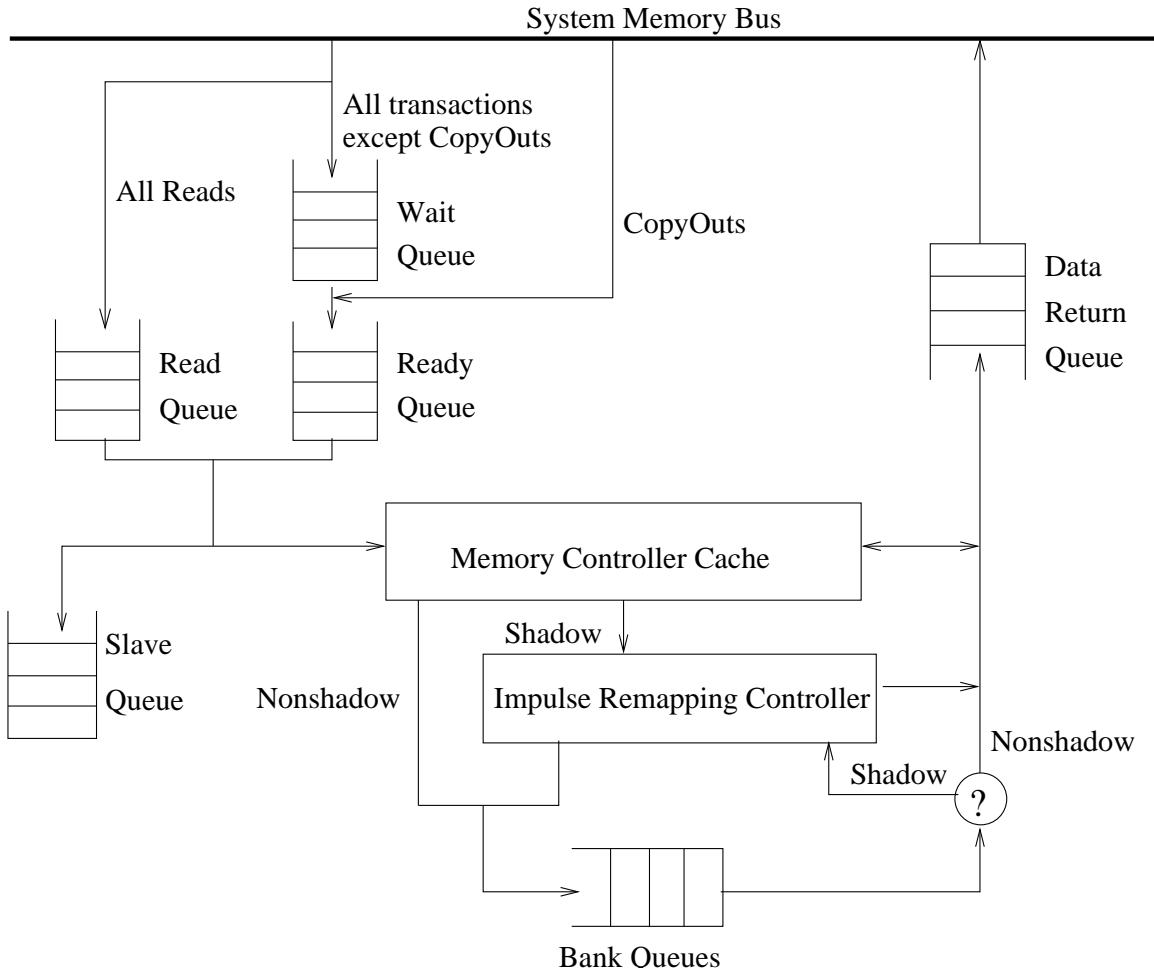 System Memory Bus
All transactions
except CopyOuts
All Reads
Wait
Queue
CopyOuts
Data
Return
Queue
Read
Queue
Ready
Queue
Memory Controller Cache
Slave
Queue
Shadow
Nonshadow
Impulse Remapping Controller
Nonshadow
Shadow
?
Bank Queues